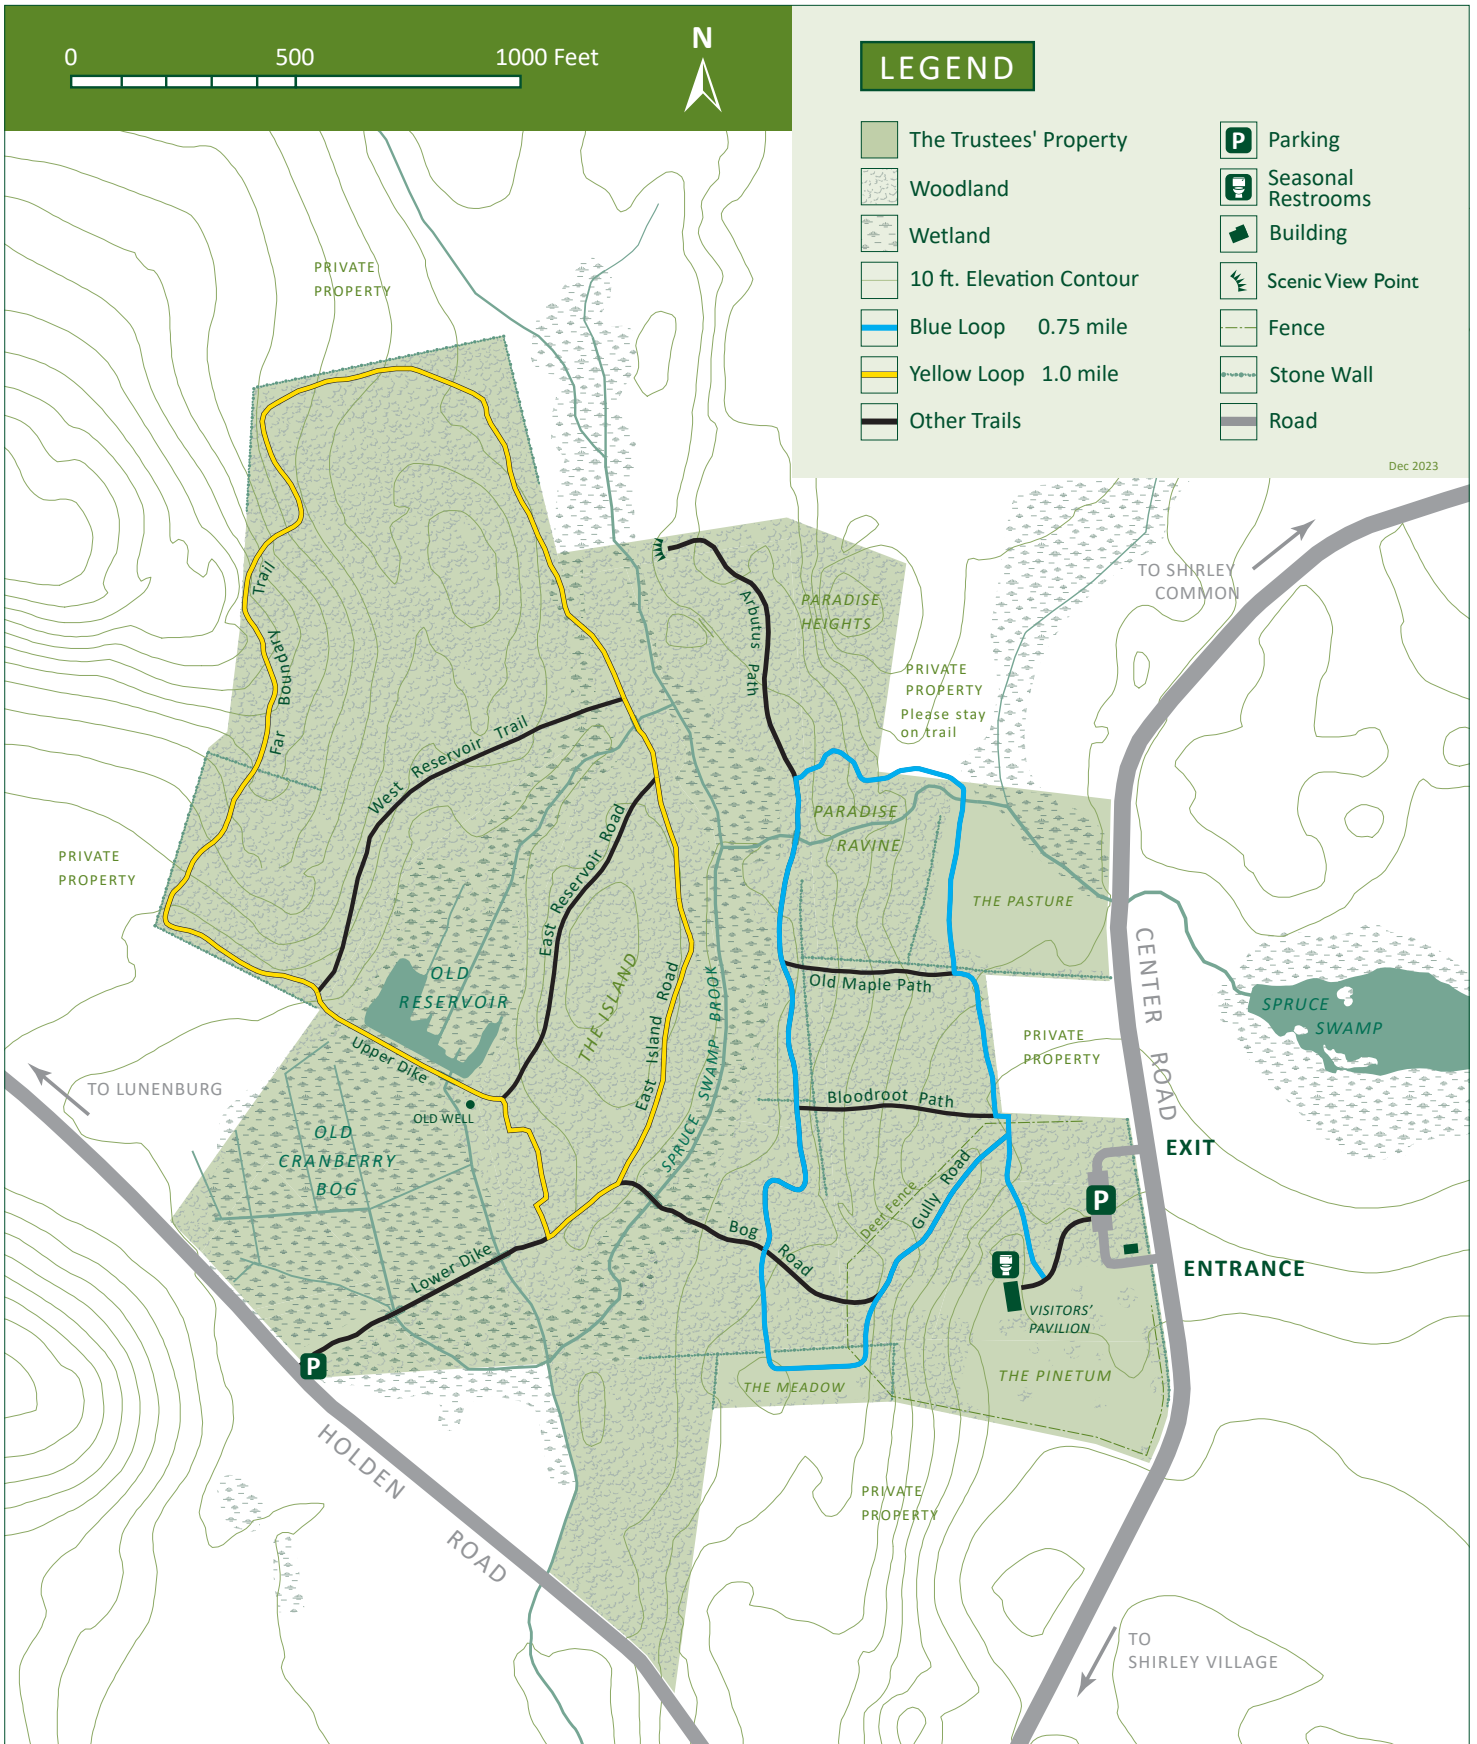 0 500 1000 Feet
N
LEGEND
The Trustees' Property
Woodland
Wetland
10 ft. Elevation Contour
Blue Loop 0.75 mile
Yellow Loop 1.0 mile
Other Trails
P Parking
Seasonal
Restrooms
Building
Scenic View Point
Fence
Stone Wall
Road
Dec 2023
PRIVATE
PROPERTY
TO SHIRLEY
COMMON
Far Boundary Trail
Arbutus Path
PARADISE
HEIGHTS
PRIVATE
PROPERTY
Please stay
on trail
West Reservoir Trail
PARADISE
RAVINE
East Reservoir Road
PRIVATE
PROPERTY
THE PASTURE
OLD
RESERVOIR
THE ISLAND
East Island Road
SPRUCE SWAMP BROOK
Old Maple Path
CENTER ROAD
SPRUCE
SWAMP
PRIVATE
PROPERTY
Upper Dike
TO LUNENBURG
OLD WELL
Bloodroot Path
OLD
CRANBERRY
BOG
EXIT
P
Deer Fence
Gully Road
Bog Road
Lower Dike
ENTRANCE
VISITORS'
PAVILION
P
THE MEADOW
THE PINETUM
HOLDEN ROAD
PRIVATE
PROPERTY
TO
SHIRLEY VILLAGE